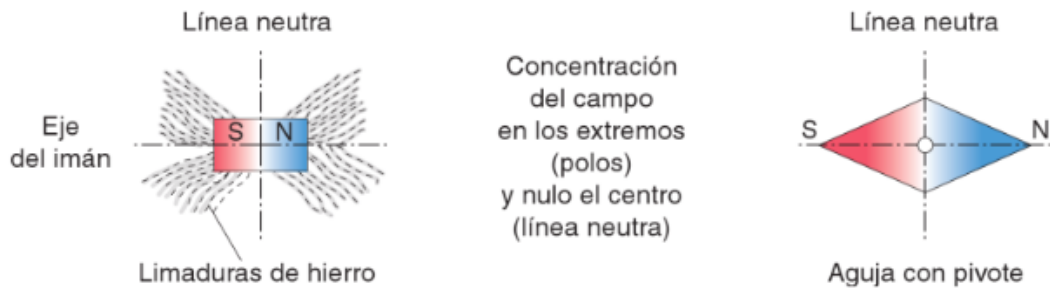 Línea neutra
Eje
del imán
S N
Limaduras de hierro
Concentración
del campo
en los extremos
(polos)
y nulo el centro
(línea neutra)
Línea neutra
S N
Aguja con pivote